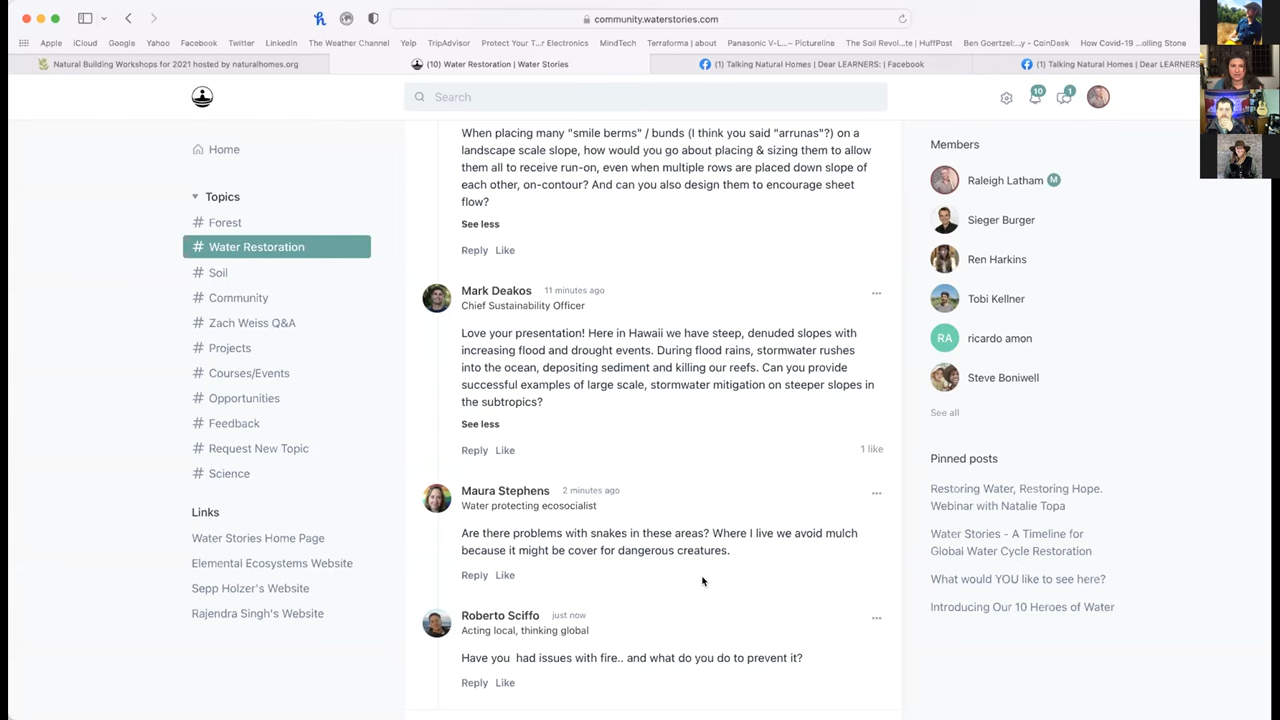 community.waterstories.com
Apple iCloud Google Yahoo Facebook Twitter LinkedIn The Weather Channel Yelp TripAdvisor Protect Your T...r Electronics MindTech Terraforma | about Panasonic V-L...– Pictureline The Soil Revol...t | HuffPost Ben Goertzel:...y - CoinDesk How Covid-19 ...olling Stone
Natural Building Workshops for 2021 hosted by naturalhomes.org
(10) Water Restoration | Water Stories
(1) Talking Natural Homes | Dear LEARNERS: | Facebook
(1) Talking Natural Homes | Dear LEARNERS
Search
10
1
Home
Topics
# Forest
# Water Restoration
# Soil
# Community
# Zach Weiss Q&A
# Projects
# Courses/Events
# Opportunities
# Feedback
# Request New Topic
# Science
Links
Water Stories Home Page
Elemental Ecosystems Website
Sepp Holzer's Website
Rajendra Singh's Website
When placing many "smile berms" / bunds (I think you said "arrunas"?) on a
landscape scale slope, how would you go about placing & sizing them to allow
them all to receive run-on, even when multiple rows are placed down slope of
each other, on-contour? And can you also design them to encourage sheet
flow?
See less
Reply Like
Mark Deakos 11 minutes ago
Chief Sustainability Officer
Love your presentation! Here in Hawaii we have steep, denuded slopes with
increasing flood and drought events. During flood rains, stormwater rushes
into the ocean, depositing sediment and killing our reefs. Can you provide
successful examples of large scale, stormwater mitigation on steeper slopes in
the subtropics?
See less
Reply Like
1 like
Maura Stephens 2 minutes ago
Water protecting ecosocialist
Are there problems with snakes in these areas? Where I live we avoid mulch
because it might be cover for dangerous creatures.
Reply Like
Roberto Sciffo just now
Acting local, thinking global
Have you had issues with fire.. and what do you do to prevent it?
Reply Like
Members
Raleigh Latham M
Sieger Burger
Ren Harkins
Tobi Kellner
RA ricardo amon
Steve Boniwell
See all
Pinned posts
Restoring Water, Restoring Hope.
Webinar with Natalie Topa
Water Stories - A Timeline for
Global Water Cycle Restoration
What would YOU like to see here?
Introducing Our 10 Heroes of Water